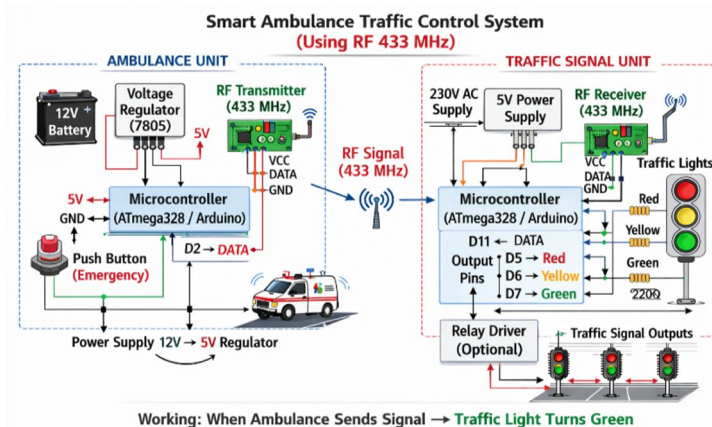 Smart Ambulance Traffic Control System
(Using RF 433 MHz)
AMBULANCE UNIT
12V +
Battery
Voltage
Regulator
(7805)
5V
RF Transmitter
(433 MHz)
VCC
DATA
GND
5V
GND
Microcontroller
(ATmega328 / Arduino)
D2 → DATA
Push Button
(Emergency)
Power Supply 12V → 5V Regulator
RF Signal
(433 MHz)
TRAFFIC SIGNAL UNIT
230V AC
Supply
5V Power
Supply
RF Receiver
(433 MHz)
VCC
DATA
GND
Traffic Lights
Microcontroller
(ATmega328 / Arduino)
D11 ← DATA
Output
Pins
D5 → Red
D6 → Yellow
D7 → Green
Red
Yellow
Green
220Ω
Relay Driver
(Optional)
Traffic Signal Outputs
Working: When Ambulance Sends Signal → Traffic Light Turns Green